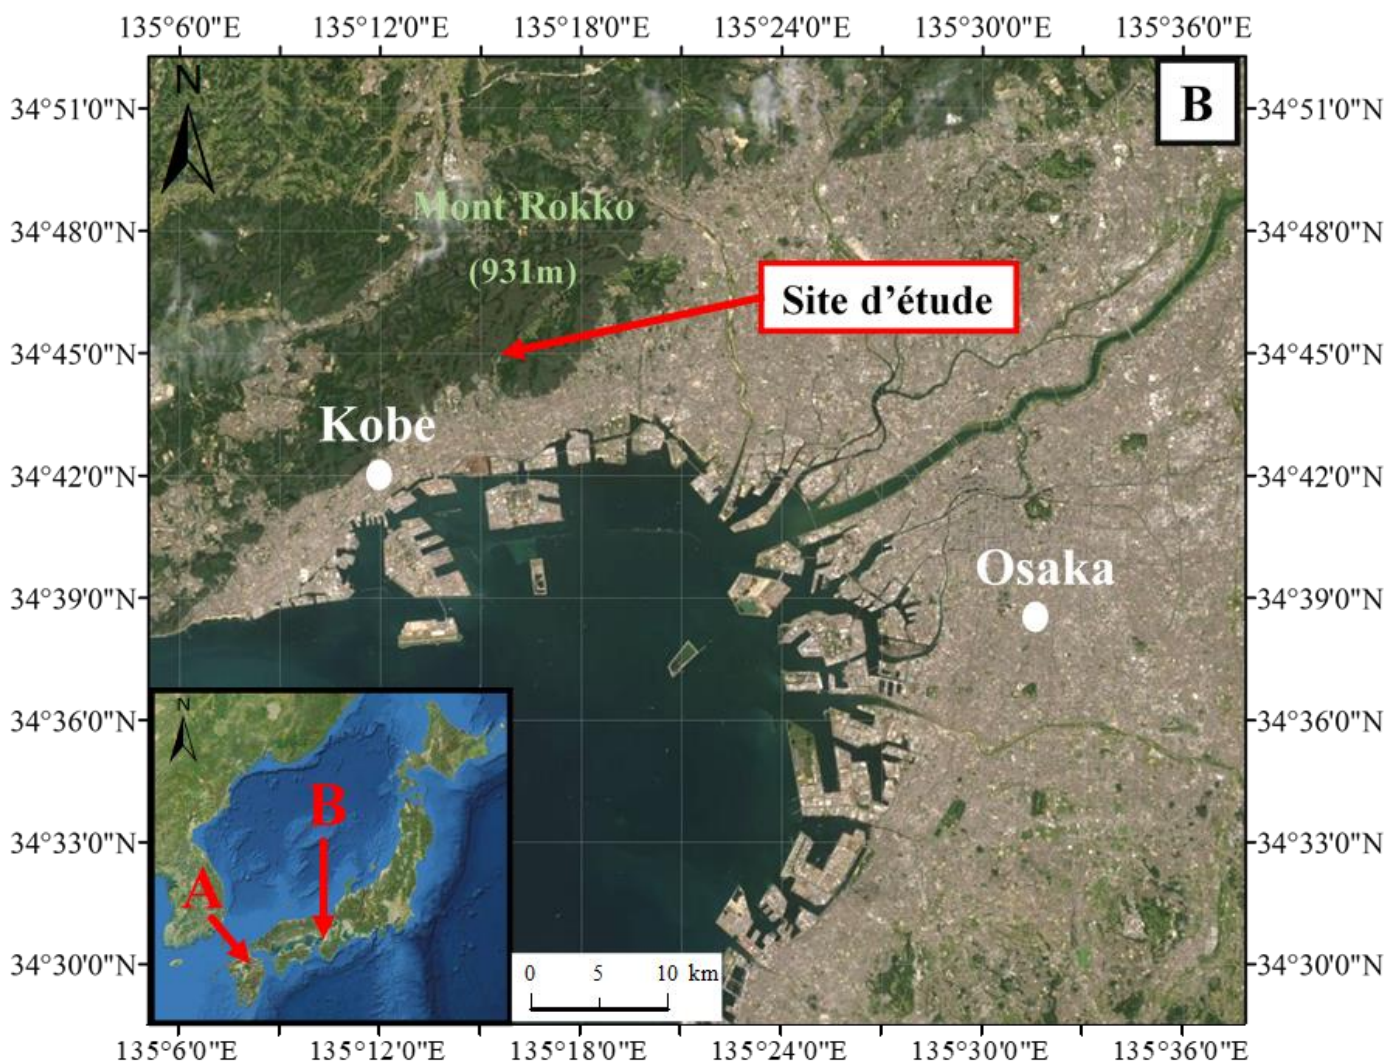 135°6'0"E 135°12'0"E 135°18'0"E 135°24'0"E 135°30'0"E 135°36'0"E
N
B
34°51'0"N 34°51'0"N
Mont Rokko
34°48'0"N 34°48'0"N
(931m)
Site d'étude
34°45'0"N 34°45'0"N
Kobe
34°42'0"N 34°42'0"N
Osaka
34°39'0"N 34°39'0"N
34°36'0"N 34°36'0"N
N
B
34°33'0"N 34°33'0"N
A
34°30'0"N 34°30'0"N
0 5 10 km
135°6'0"E 135°12'0"E 135°18'0"E 135°24'0"E 135°30'0"E 135°36'0"E